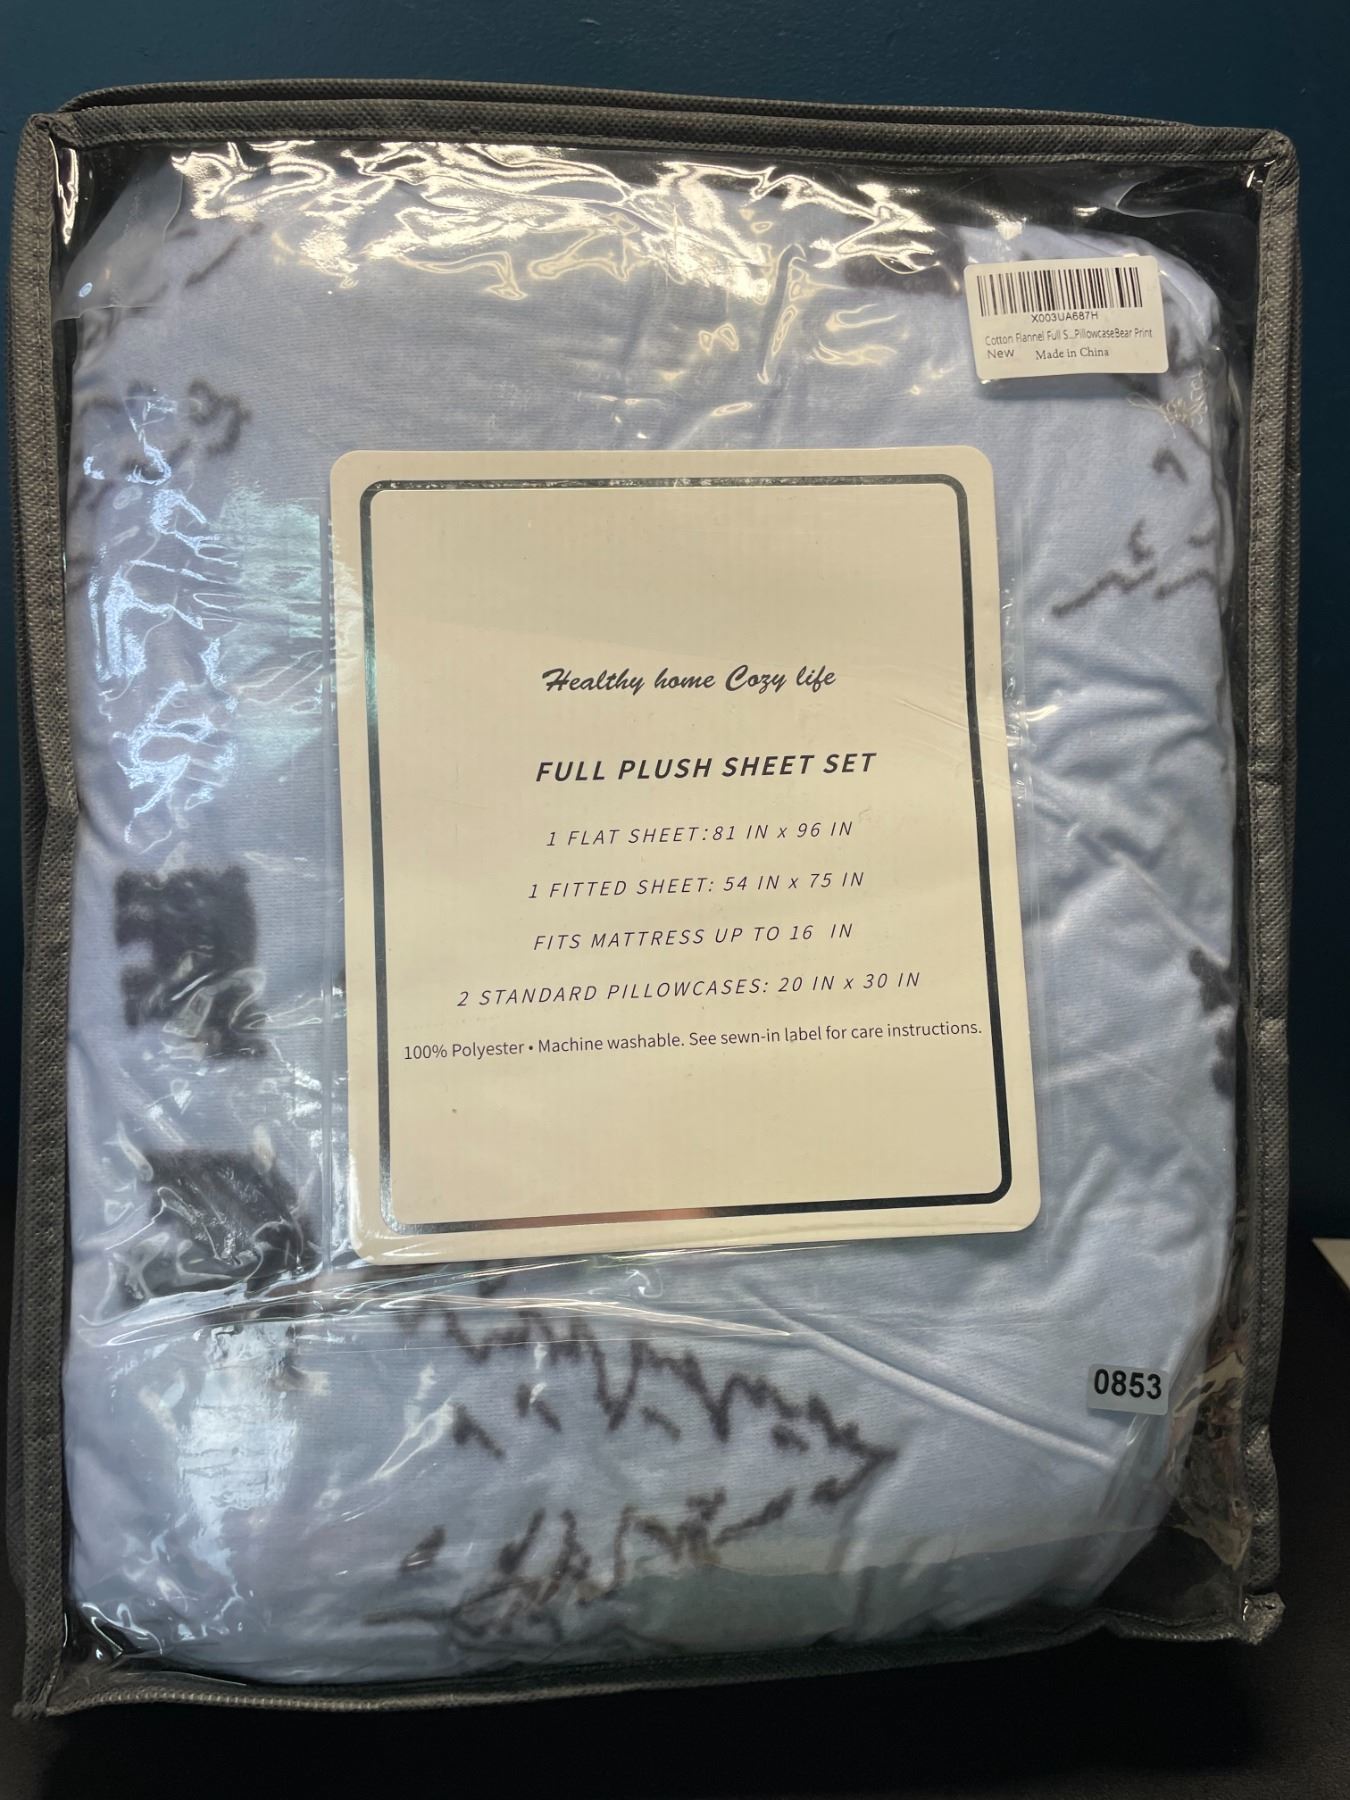 X003UA687H
Cotton Flannel Full S...PillowcaseBear Print
New Made in China
Healthy home Cozy life
FULL PLUSH SHEET SET
1 FLAT SHEET:81 IN x 96 IN
1 FITTED SHEET: 54 IN x 75 IN
FITS MATTRESS UP TO 16 IN
2 STANDARD PILLOWCASES: 20 IN x 30 IN
100% Polyester • Machine washable. See sewn-in label for care instructions.
0853